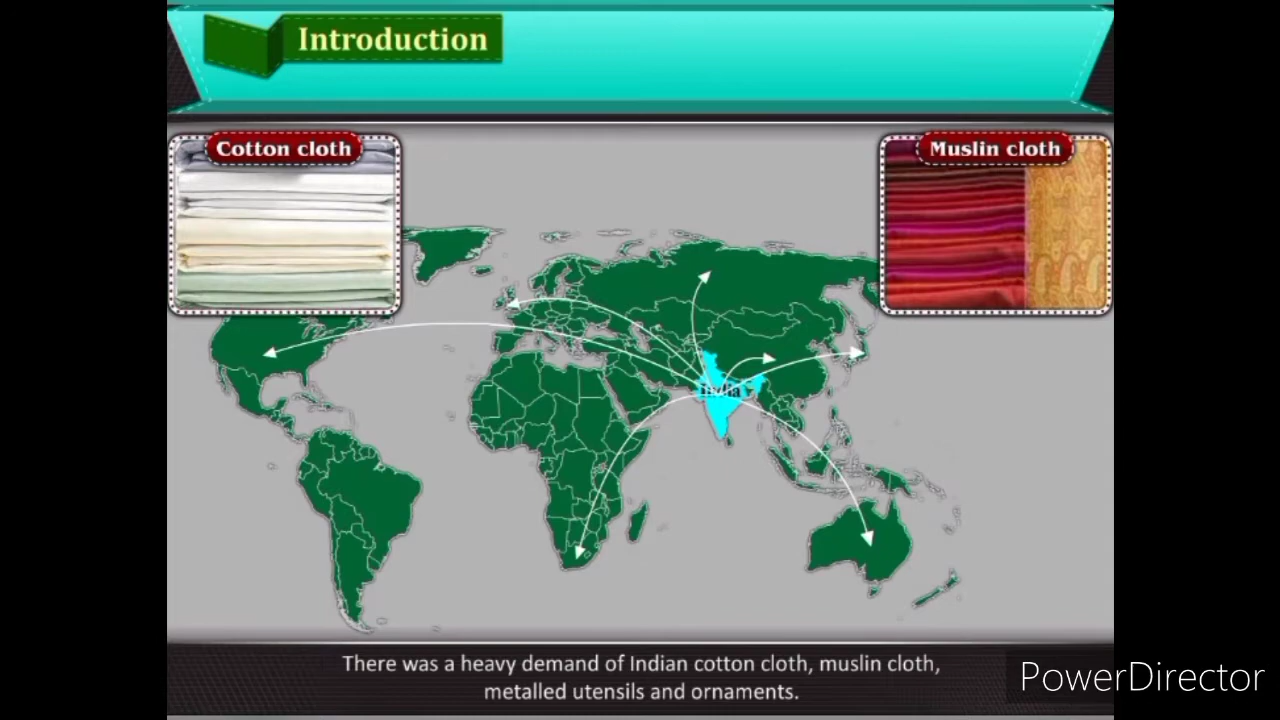 Introduction
Cotton cloth
Muslin cloth
India
There was a heavy demand of Indian cotton cloth, muslin cloth,
metalled utensils and ornaments.
PowerDirector